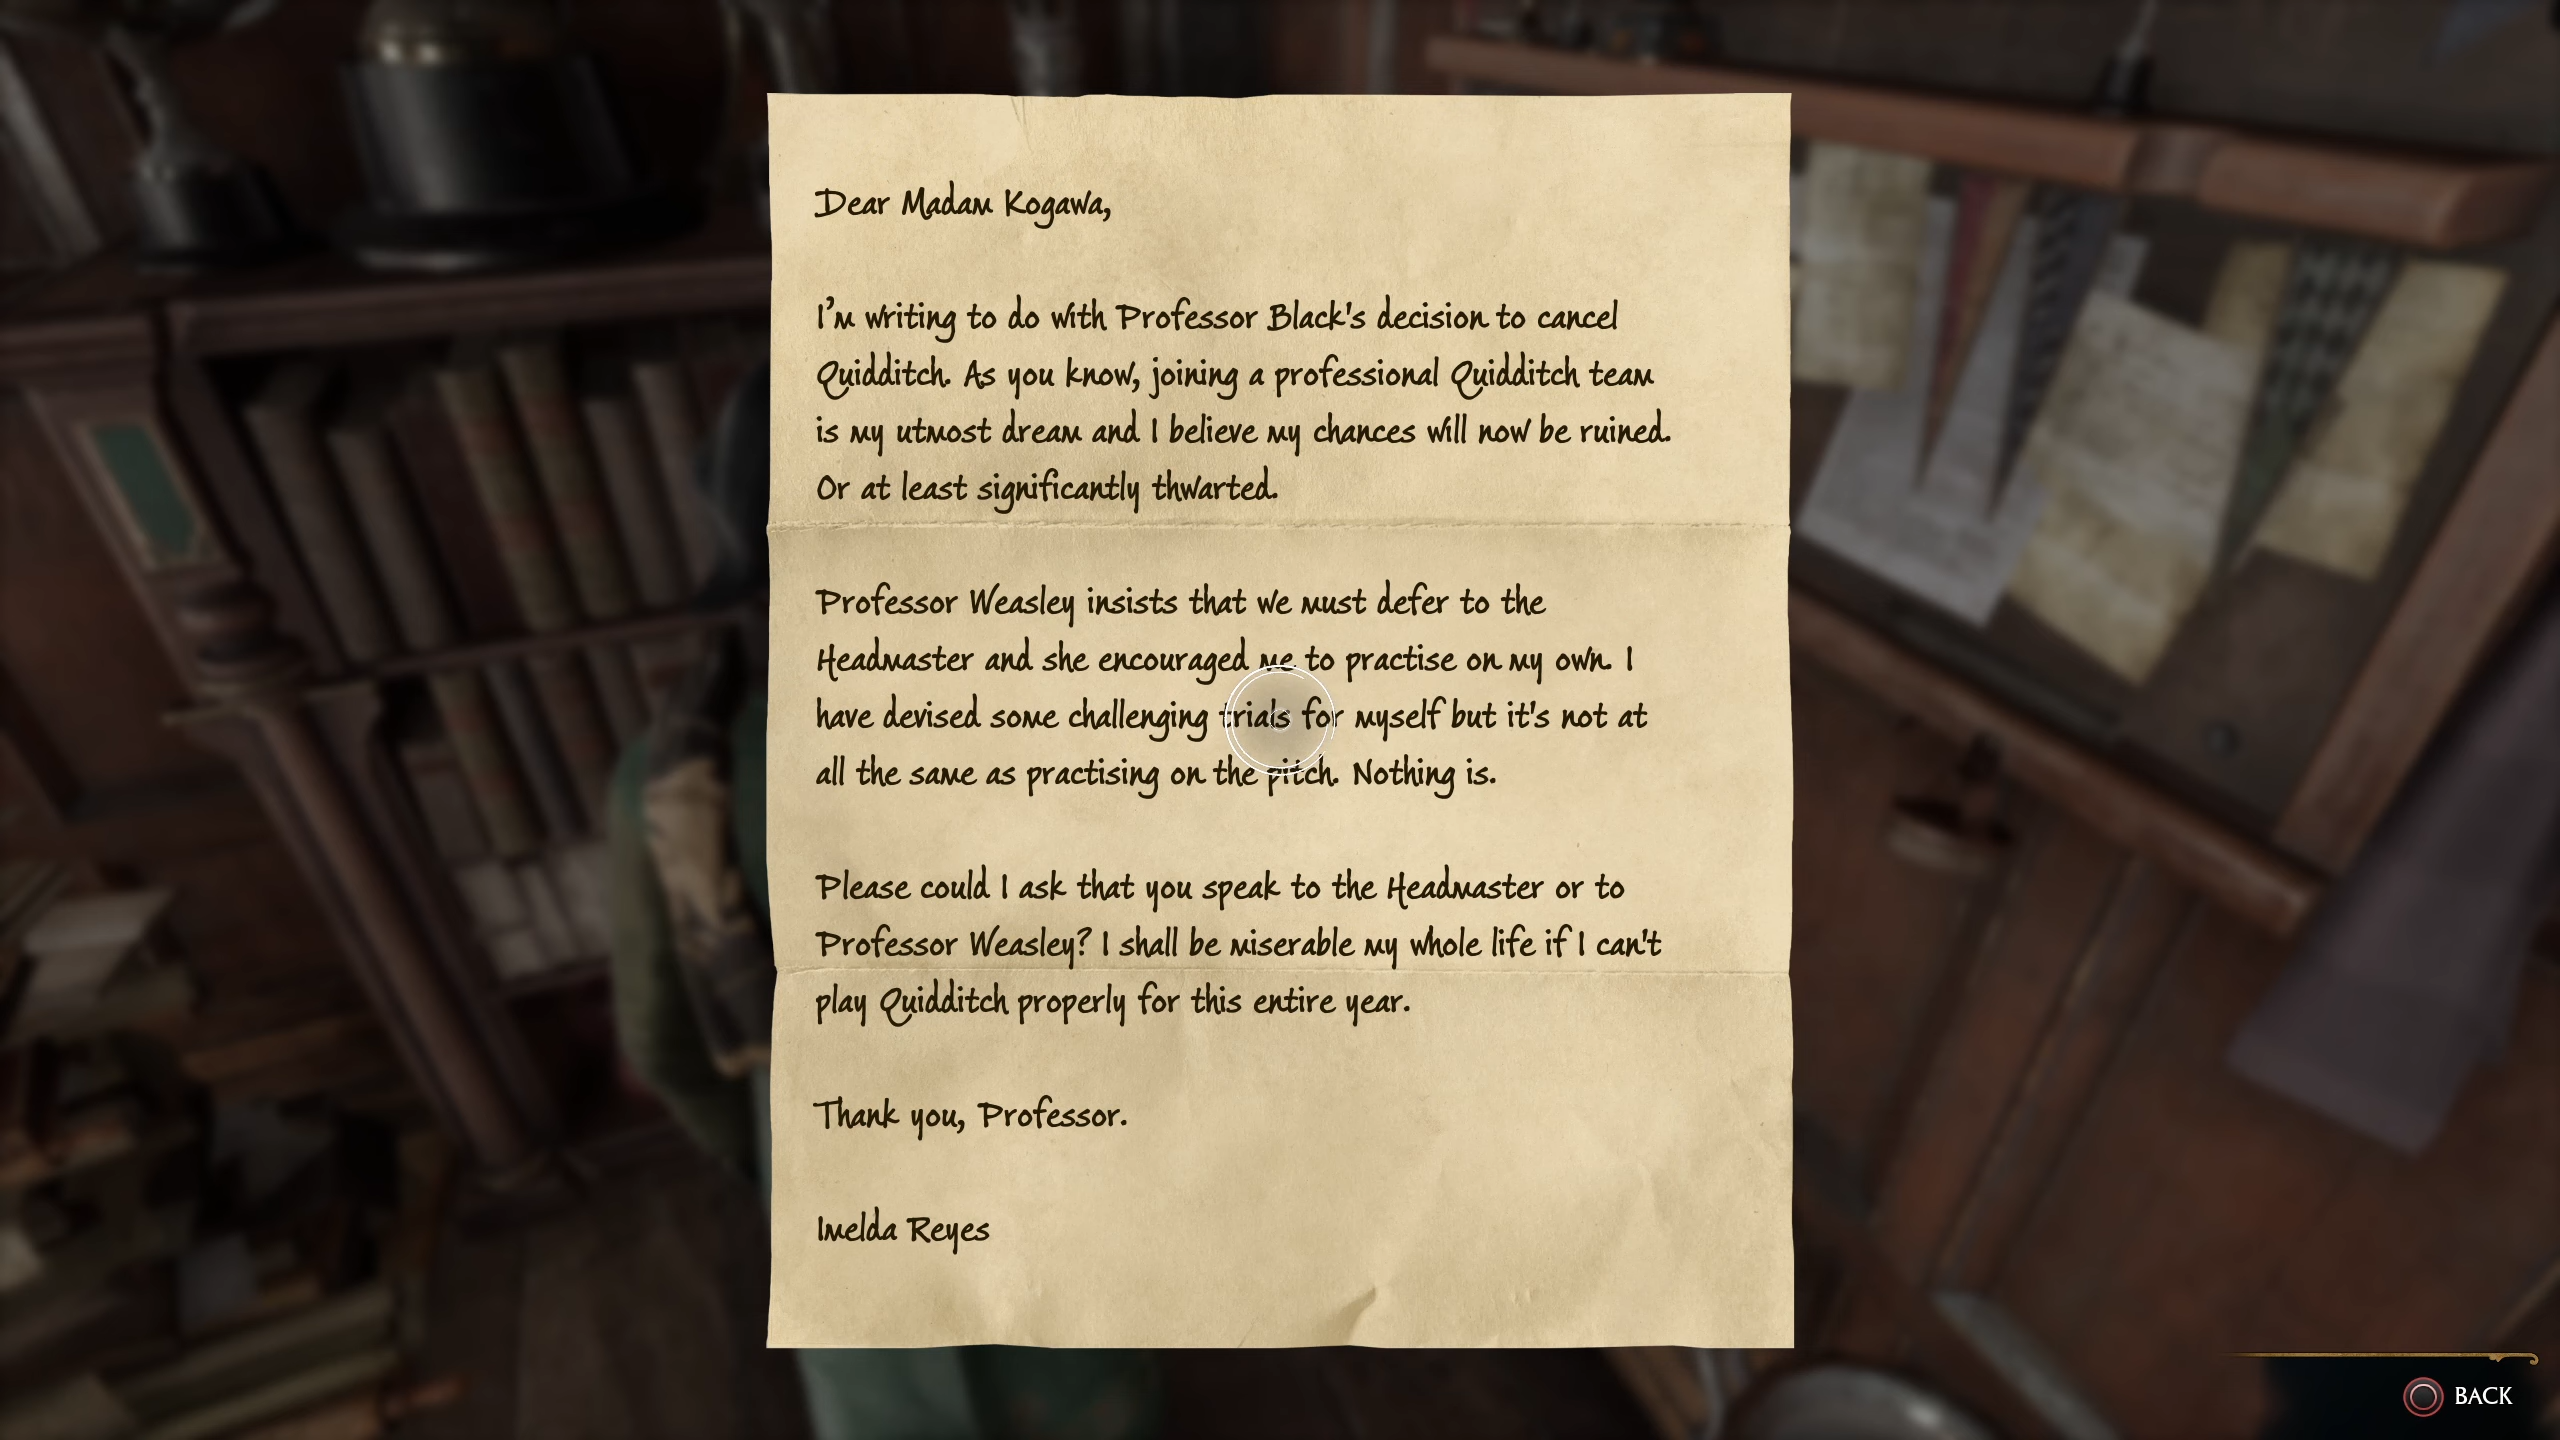 Dear Madam Kogawa,
I'm writing to do with Professor Black's decision to cancel
Quidditch. As you know, joining a professional Quidditch team
is my utmost dream and I believe my chances will now be ruined.
Or at least significantly thwarted.
Professor Weasley insists that we must defer to the
Headmaster and she encouraged me to practise on my own. I
have devised some challenging trials for myself but it's not at
all the same as practising on the pitch. Nothing is.
Please could I ask that you speak to the Headmaster or to
Professor Weasley? I shall be miserable my whole life if I can't
play Quidditch properly for this entire year.
Thank you, Professor.
Imelda Reyes
BACK